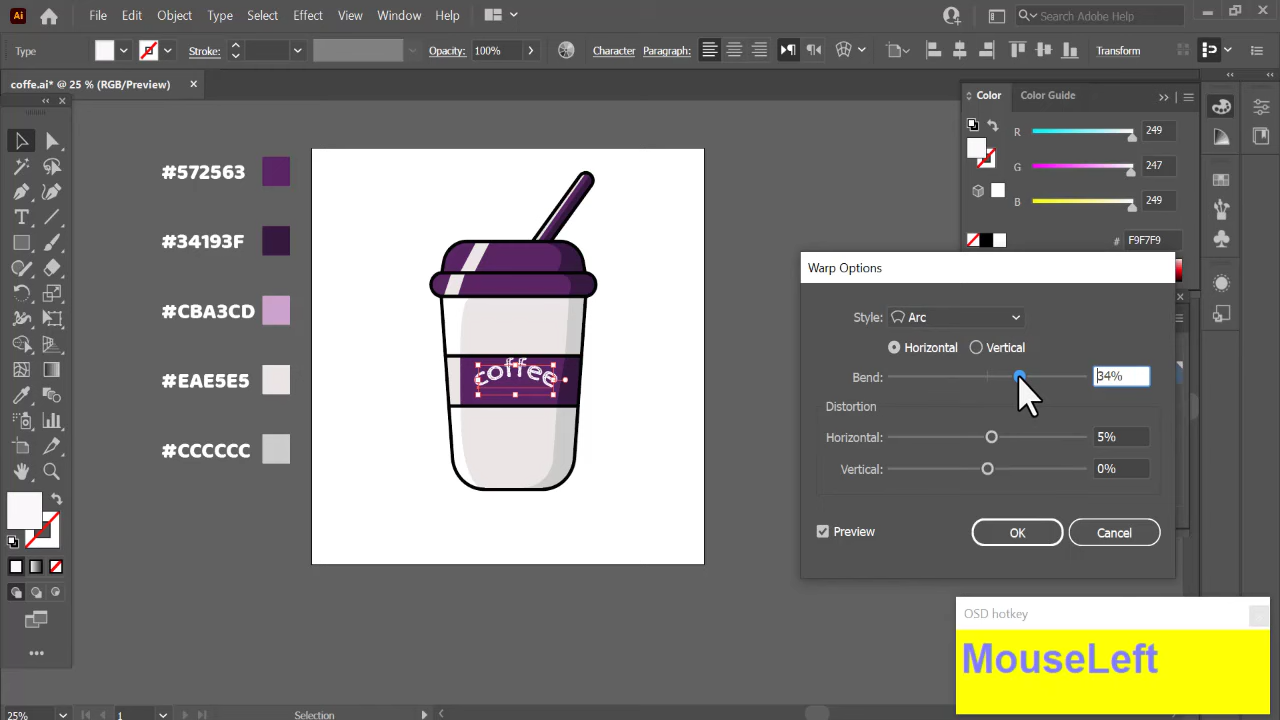 Ai File Edit Object Type Select Effect View Window Help Search Adobe Help
Type Stroke: Opacity: 100% Character Paragraph: Transform
coffe.ai* @ 25 % (RGB/Preview)
Color Color Guide
R 249
G 247
B 249
# F9F7F9
#572563
#34193F
#CBA3CD
#EAE5E5
#CCCCCC
coffee
Warp Options
Style: Arc
Horizontal Vertical
Bend: 34%
Distortion
Horizontal: 5%
Vertical: 0%
Preview OK Cancel
OSD hotkey
MouseLeft
25% 1 Selection